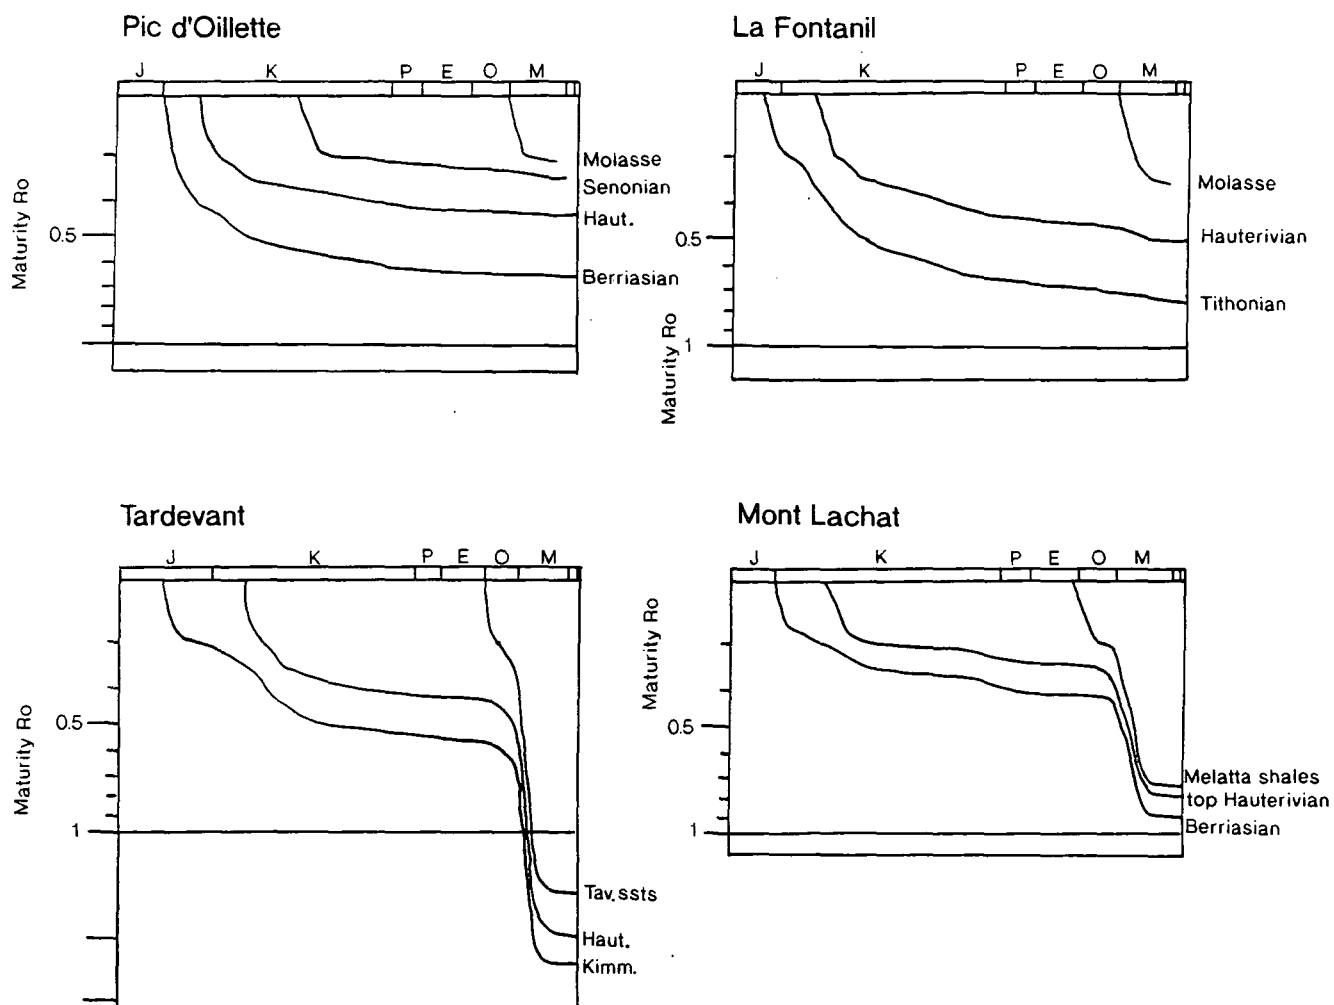 Pic d'Oillette
J K P E O M
Maturity Ro
0.5
Molasse
Senonian
Haut.
Berriasian
La Fontanil
J K P E O M
Maturity Ro
0.5
1
Molasse
Hauterivian
Tithonian
Tardevant
J K P E O M
Maturity Ro
0.5
1
Tav.ssts
Haut.
Kimm.
Mont Lachat
J K P E O M
Maturity Ro
0.5
1
Melatta shales
top Hauterivian
Berriasian